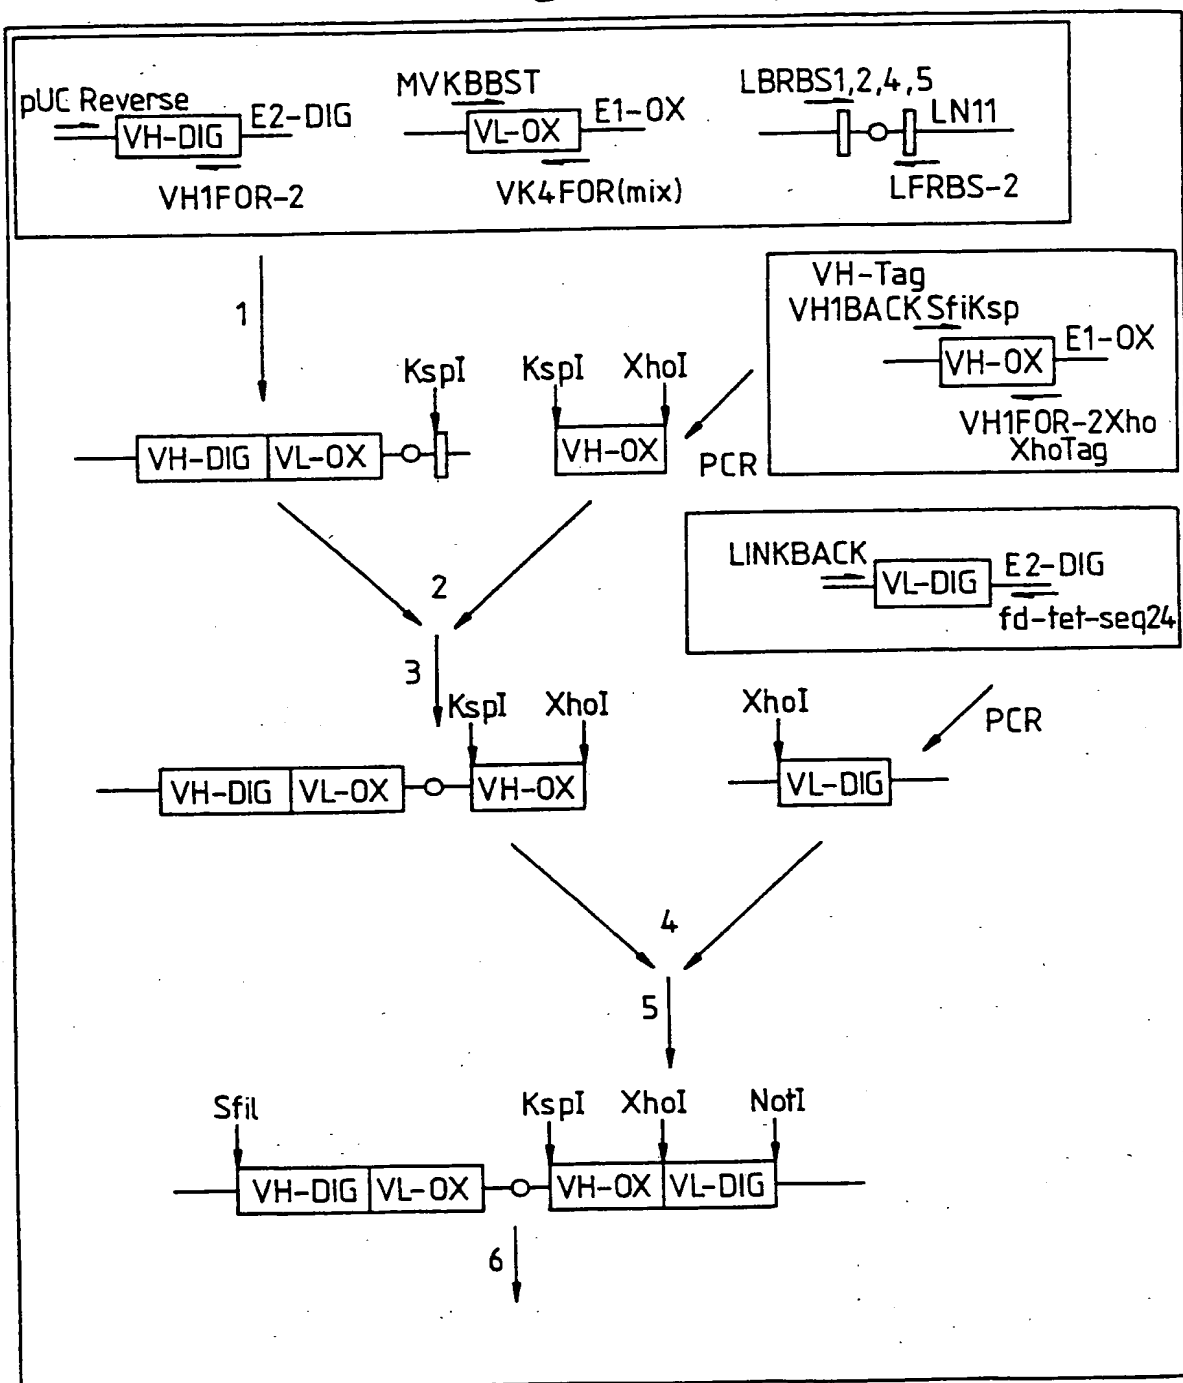 pUC Reverse
VH-DIG
E2-DIG
VH1FOR-2
MVKBBST
VL-OX
E1-OX
VK4FOR(mix)
LBRBS1,2,4,5
LN11
LFRBS-2
1
VH-Tag
VH1BACKSfiKsp
VH-OX
E1-OX
VH1FOR-2Xho
XhoTag
KspI
KspI
XhoI
VH-DIG
VL-OX
VH-OX
PCR
LINKBACK
VL-DIG
E2-DIG
fd-tet-seq24
2
3
KspI
XhoI
XhoI
PCR
VH-DIG
VL-OX
VH-OX
VL-DIG
4
5
SfiI
KspI
XhoI
NotI
VH-DIG
VL-OX
VH-OX
VL-DIG
6